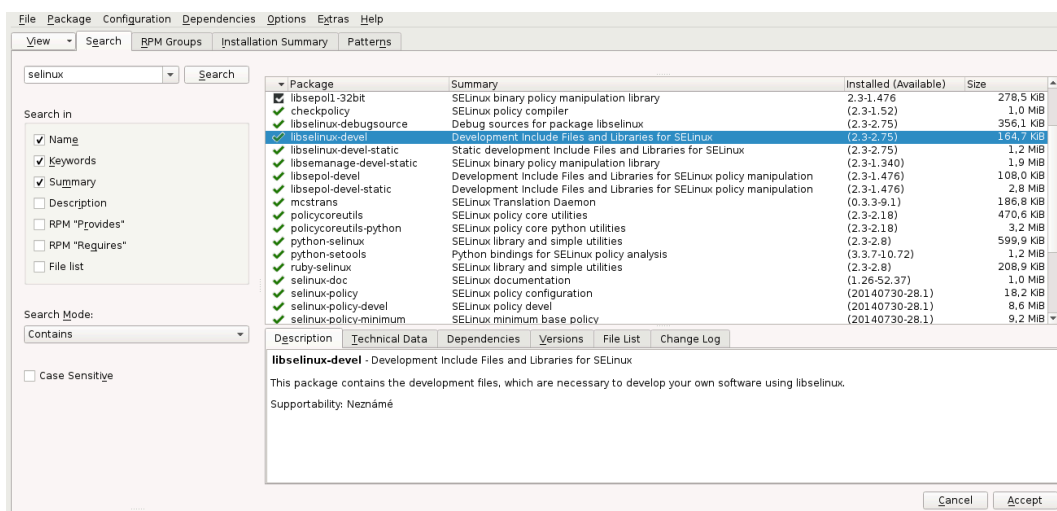 File Package Configuration Dependencies Options Extras Help
View Search RPM Groups Installation Summary Patterns
selinux Search
Search in
Name
Keywords
Summary
Description
RPM "Provides"
RPM "Requires"
File list
Search Mode:
Contains
Case Sensitive
Package Summary Installed (Available) Size
libsepol1-32bit SELinux binary policy manipulation library 2.3-1.476 278,5 KiB
checkpolicy SELinux policy compiler (2.3-1.52) 1,0 MiB
libselinux-debugsource Debug sources for package libselinux (2.3-2.75) 356,1 KiB
libselinux-devel Development Include Files and Libraries for SELinux (2.3-2.75) 164,7 KiB
libselinux-devel-static Static development Include Files and Libraries for SELinux (2.3-2.75) 1,2 MiB
libsemanage-devel-static SELinux binary policy manipulation library (2.3-1.340) 1,9 MiB
libsepol-devel Development Include Files and Libraries for SELinux policy manipulation (2.3-1.476) 108,0 KiB
libsepol-devel-static Development Include Files and Libraries for SELinux policy manipulation (2.3-1.476) 2,8 MiB
mcstrans SELinux Translation Daemon (0.3.3-9.1) 186,8 KiB
policycoreutils SELinux policy core utilities (2.3-2.18) 470,6 KiB
policycoreutils-python SELinux policy core python utilities (2.3-2.18) 3,2 MiB
python-selinux SELinux library and simple utilities (2.3-2.8) 599,9 KiB
python-setools Python bindings for SELinux policy analysis (3.3.7-10.72) 1,2 MiB
ruby-selinux SELinux library and simple utilities (2.3-2.8) 208,9 KiB
selinux-doc SELinux documentation (1.26-52.37) 1,0 MiB
selinux-policy SELinux policy configuration (20140730-28.1) 18,2 KiB
selinux-policy-devel SELinux policy devel (20140730-28.1) 8,6 MiB
selinux-policy-minimum SELinux minimum base policy (20140730-28.1) 9,2 MiB
Description Technical Data Dependencies Versions File List Change Log
libselinux-devel - Development Include Files and Libraries for SELinux
This package contains the development files, which are necessary to develop your own software using libselinux.
Supportability: Neznámé
Cancel Accept